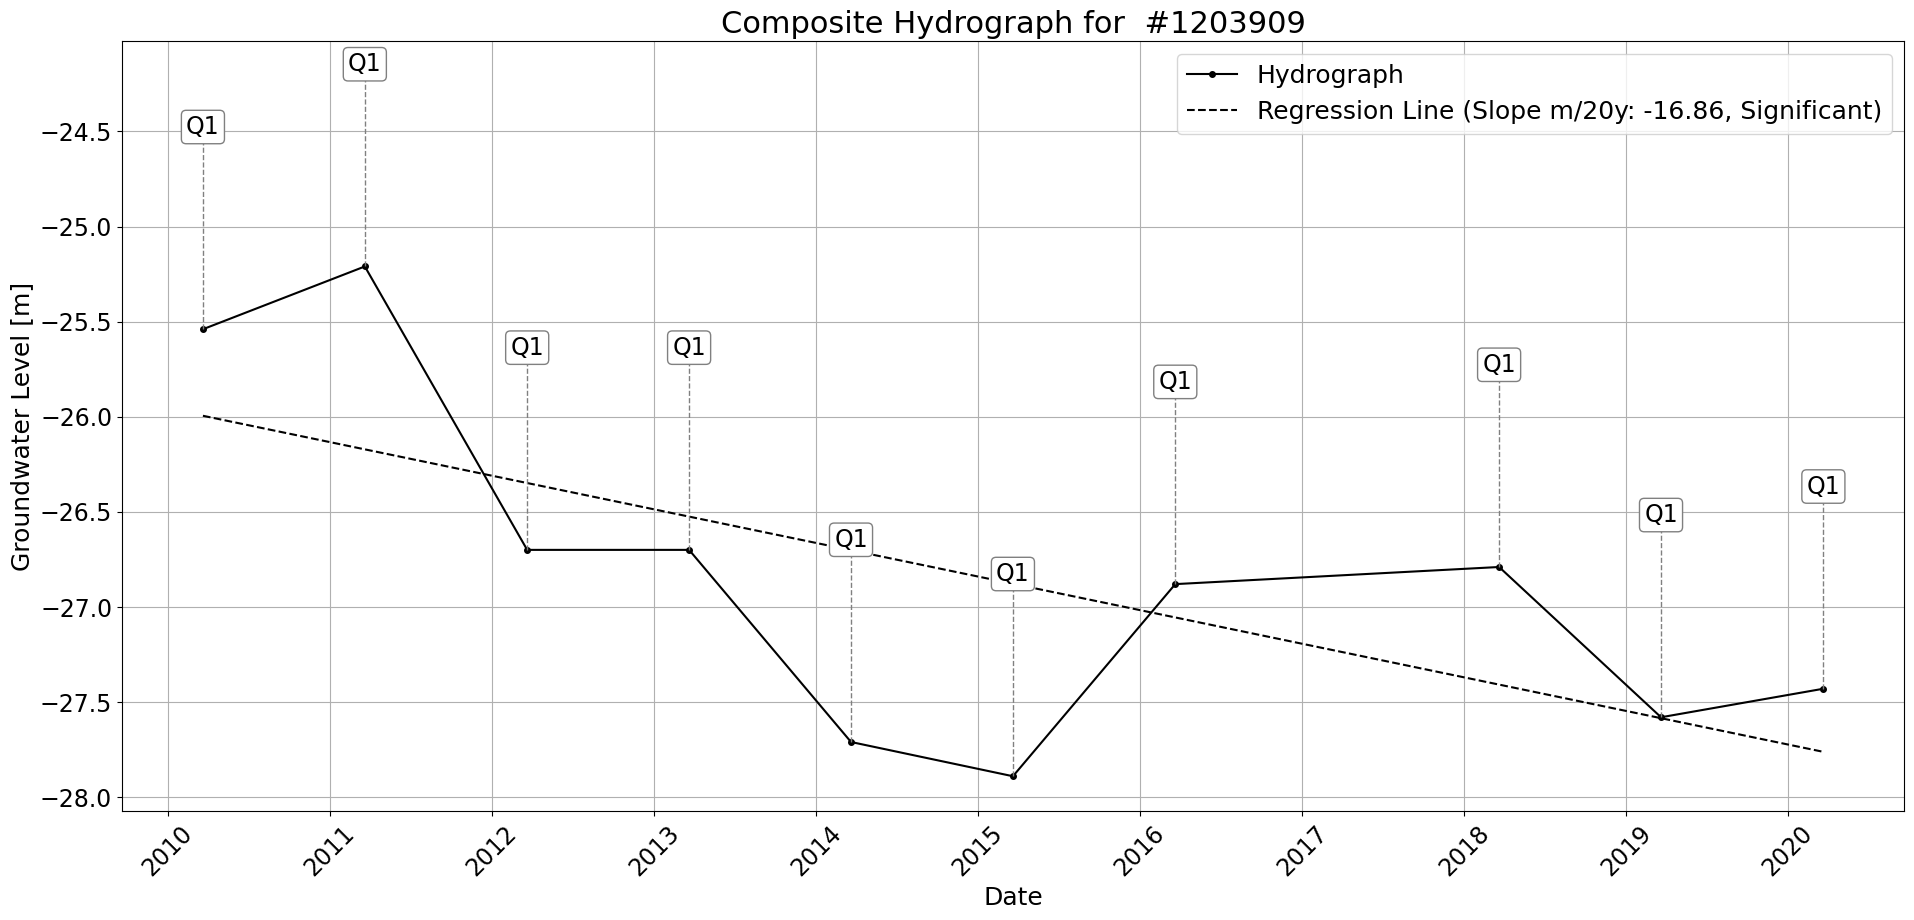 Composite Hydrograph for  #1203909
Hydrograph
Regression Line (Slope m/20y: -16.86, Significant)
Q1
Q1
Q1
Q1
Q1
Q1
Q1
Q1
Q1
Q1
Groundwater Level [m]
−24.5
−25.0
−25.5
−26.0
−26.5
−27.0
−27.5
−28.0
2010
2011
2012
2013
2014
2015
2016
2017
2018
2019
2020
Date